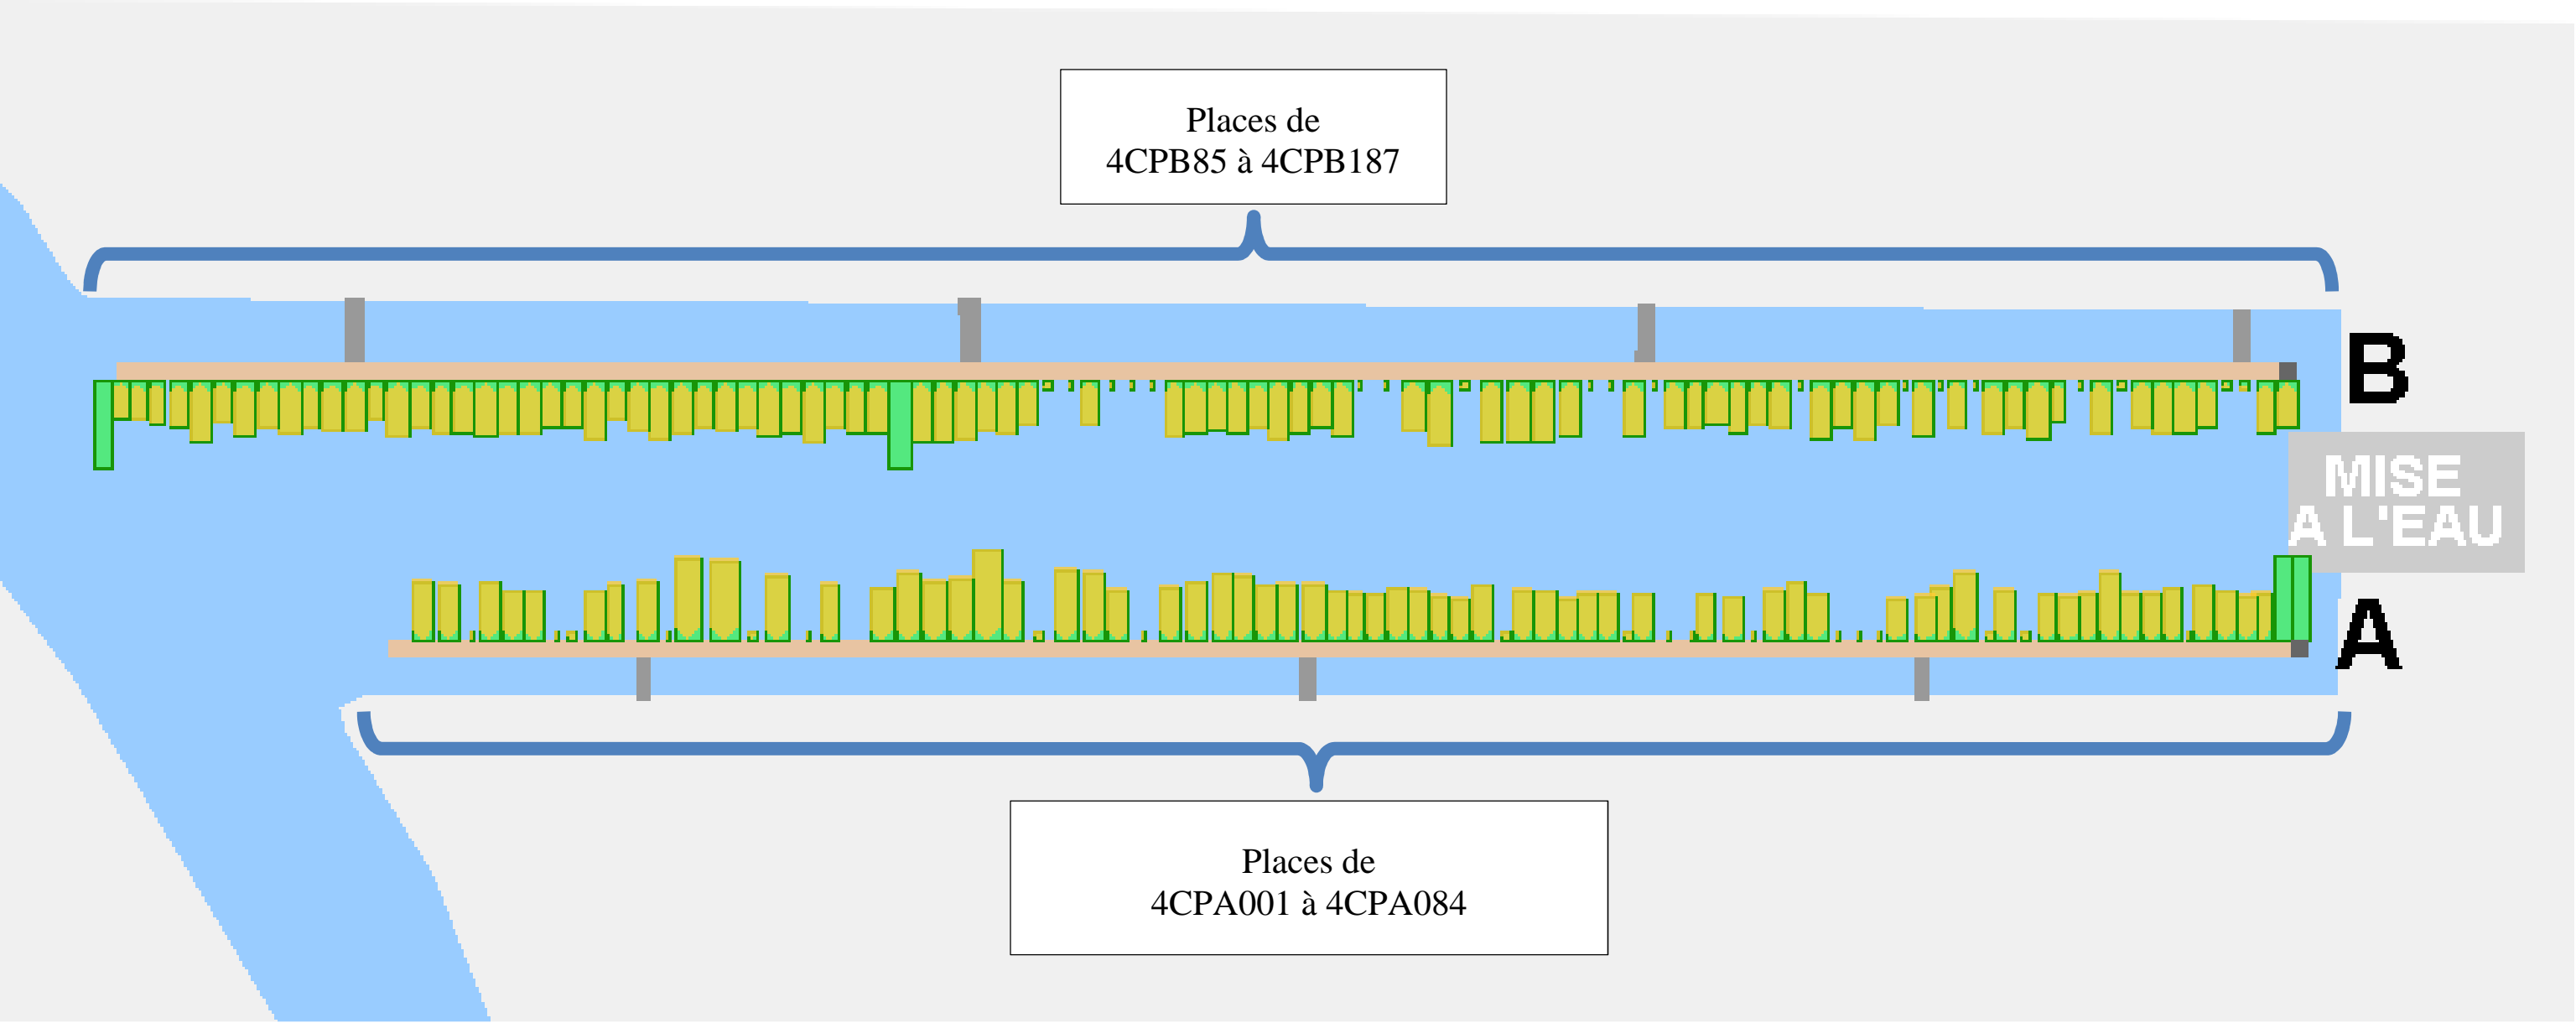 Places de
4CPB85 à 4CPB187
B
MISE
A L'EAU
A
Places de
4CPA001 à 4CPA084